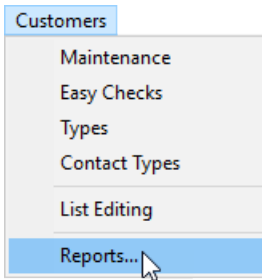 Customers
Maintenance
Easy Checks
Types
Contact Types
List Editing
Reports...